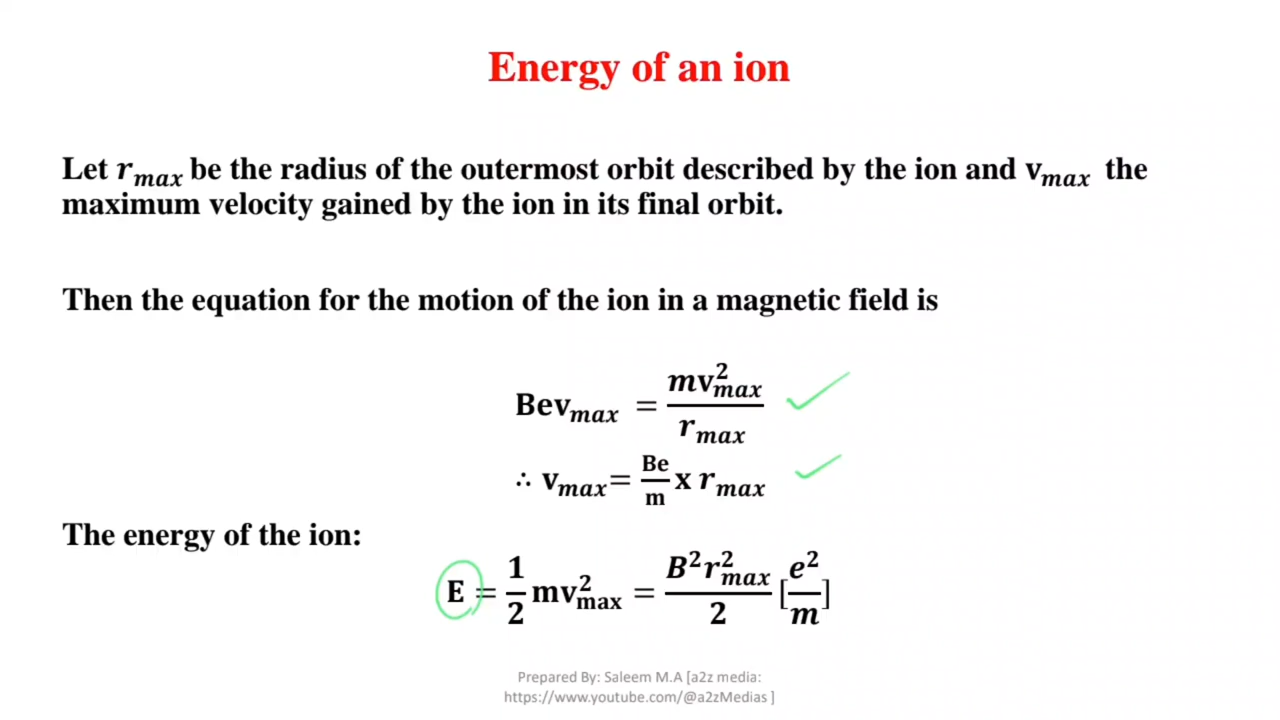 Energy of an ion
Let r_max be the radius of the outermost orbit described by the ion and v_max the
maximum velocity gained by the ion in its final orbit.
Then the equation for the motion of the ion in a magnetic field is
Bev_max = mv²_max / r_max
∴ v_max = Be/m x r_max
The energy of the ion:
E = 1/2 mv²_max = B²r²_max / 2 [e²/m]
Prepared By: Saleem M.A [a2z media:
https://www.youtube.com/@a2zMedias ]